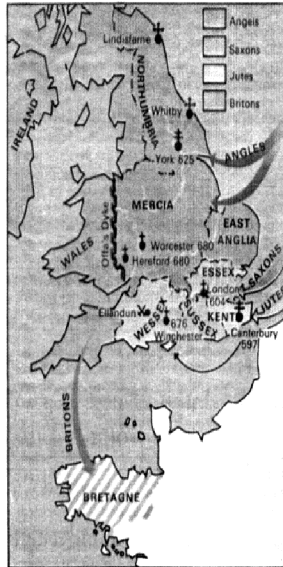 Angels
Saxons
Jutes
Britons
Lindisfarne
NORTHUMBRIA
IRELAND
Whitby
York 625
ANGLES
MERCIA
Offa's Dyke
EAST
ANGLIA
WALES
Worcester 680
Hereford 680
ESSEX
SAXONS
London
604
JUTES
Ellandun
WESSEX
SUSSEX
KENT
676
Winchester
Canterbury
597
BRITONS
BRETAGNE